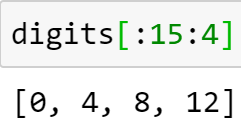 digits[:15:4]
[0, 4, 8, 12]